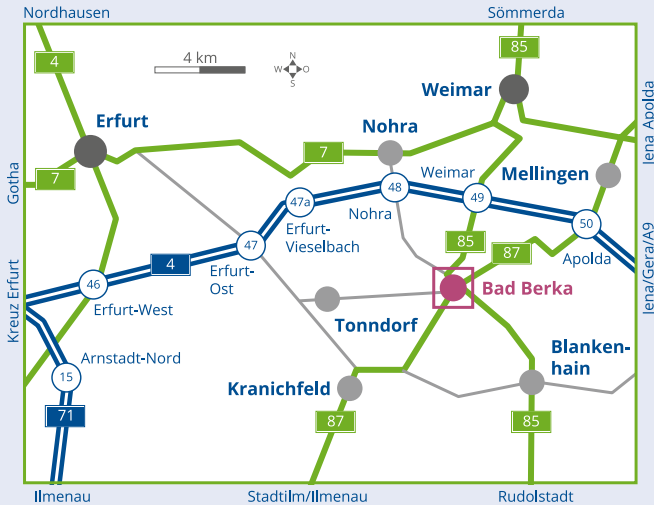 Nordhausen
Sömmerda
4
4 km
N
W
O
S
85
Weimar
Erfurt
Nohra
7
7
Gotha
Jena Apolda
Weimar
Mellingen
47a
48
49
Nohra
Erfurt-
Vieselbach
50
Apolda
47
4
Erfurt-
Ost
85
87
46
Erfurt-West
Bad Berka
Kreuz Erfurt
Jena/Gera/A9
Tonndorf
Arnstadt-Nord
15
Blanken-
hain
Kranichfeld
71
87
85
Ilmenau
Stadtilm/Ilmenau
Rudolstadt